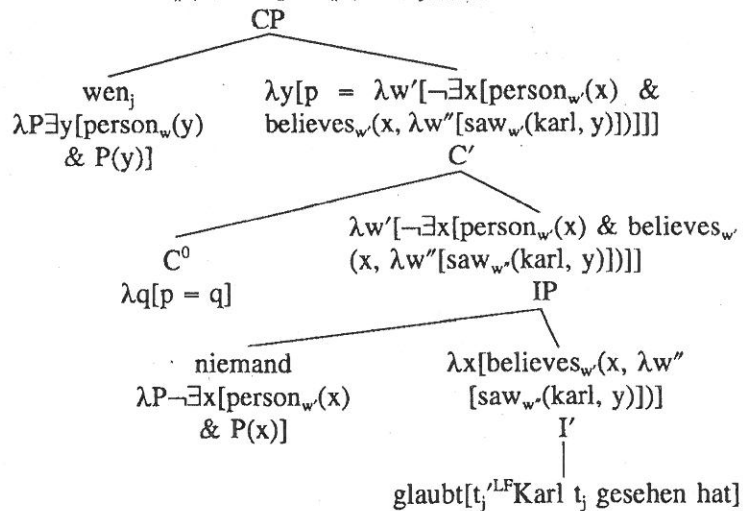 CP
wenⱼ λy[p = λw'[¬∃x[personw'(x) &
λP∃y[personw(y) believesw'(x, λw"[saww"(karl, y)])]]]
& P(y)] C'
λw'[¬∃x[personw'(x) & believesw'
C⁰ (x, λw"[saww"(karl, y)])]]
λq[p = q] IP
niemand λx[believesw'(x, λw"
λP¬∃x[personw'(x) [saww"(karl, y)])]
& P(x)] I'
glaubt[tⱼ'LFKarl tⱼ gesehen hat]